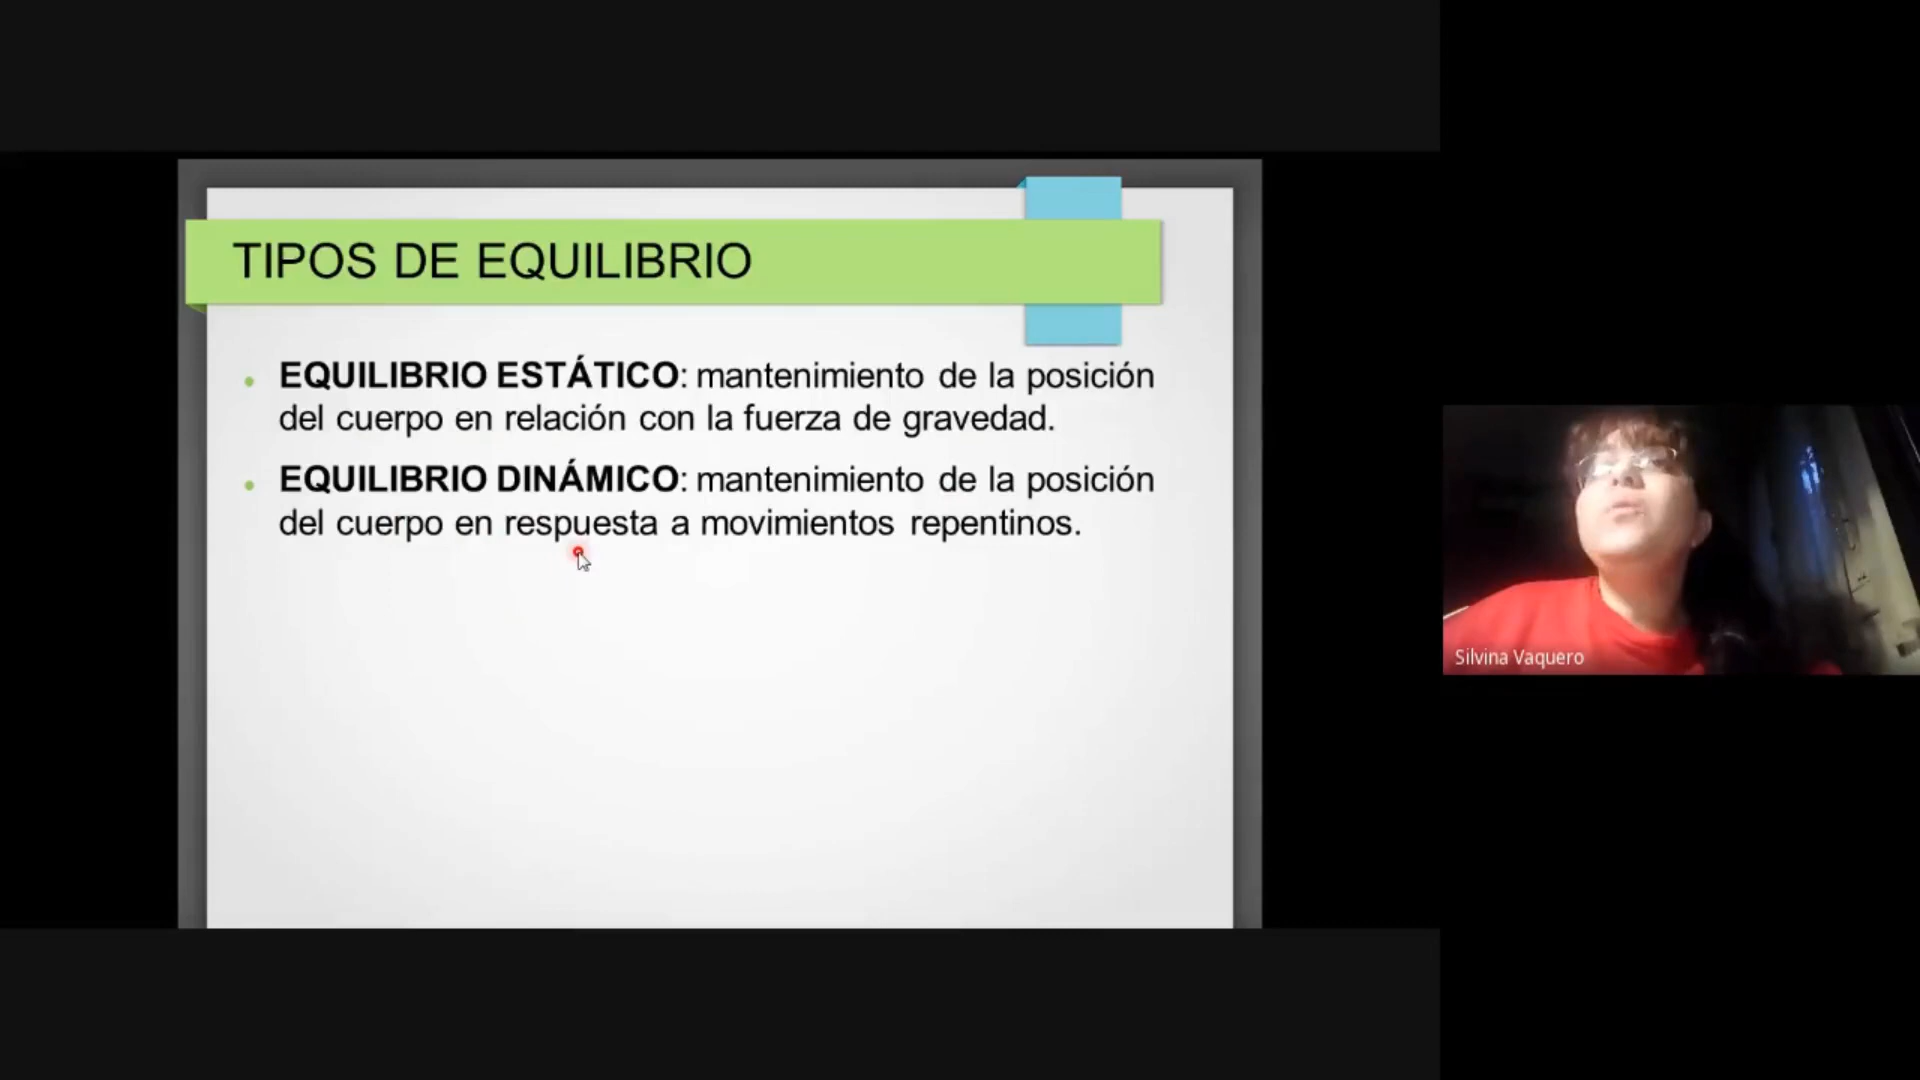 TIPOS DE EQUILIBRIO
EQUILIBRIO ESTÁTICO: mantenimiento de la posición
del cuerpo en relación con la fuerza de gravedad.
EQUILIBRIO DINÁMICO: mantenimiento de la posición
del cuerpo en respuesta a movimientos repentinos.
Silvina Vaquero